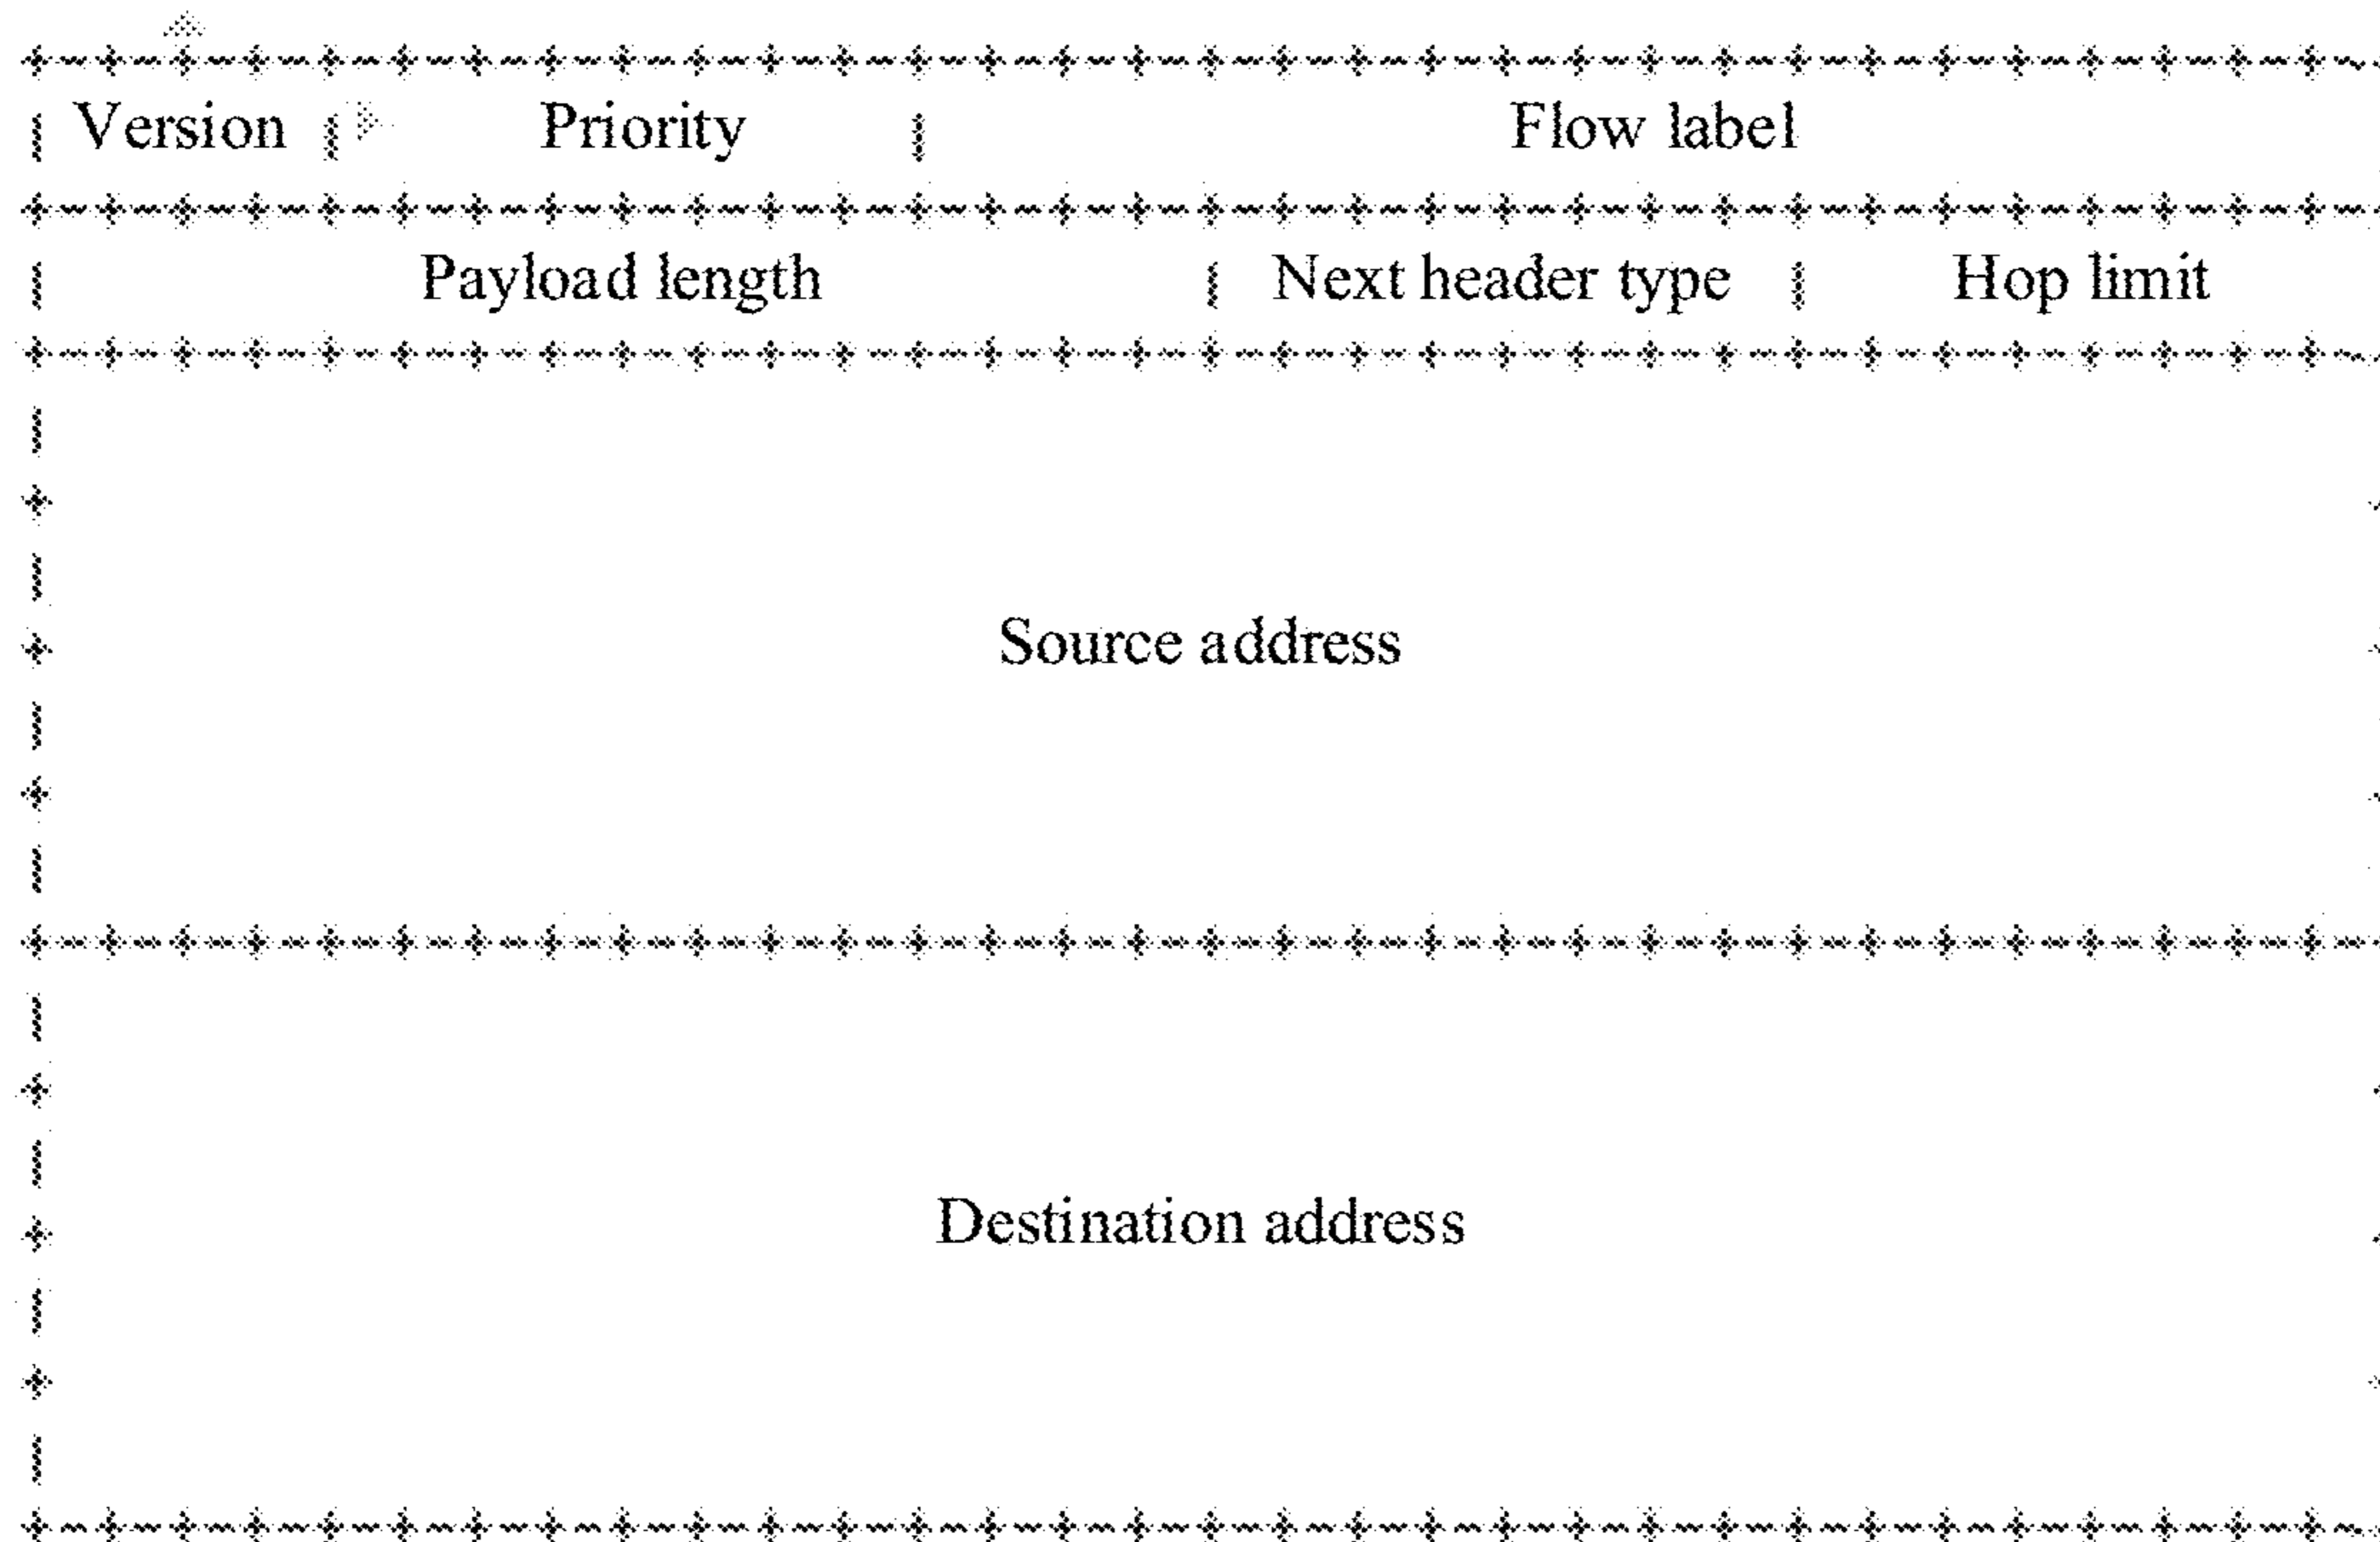 Version Priority Flow label
Payload length Next header type Hop limit
Source address
Destination address